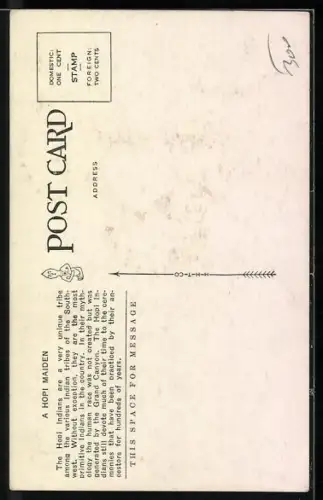 A HOPI MAIDEN
The Hopi Indians are a very unique tribe
among the various Indian tribes of the South-
west. Without exception, they are the most
primitive Indians in the country. In their myth-
ology the human race was not created but was
generated by the Grand Canyon. The Hopi In-
dians still devote much of their time to the cere-
monies that have been practiced by their an-
cestors for hundreds of years.
THIS SPACE FOR MESSAGE
POST CARD
ADDRESS
H-H-T-CO
DOMESTIC:
ONE CENT
STAMP
FOREIGN:
TWO CENTS
300